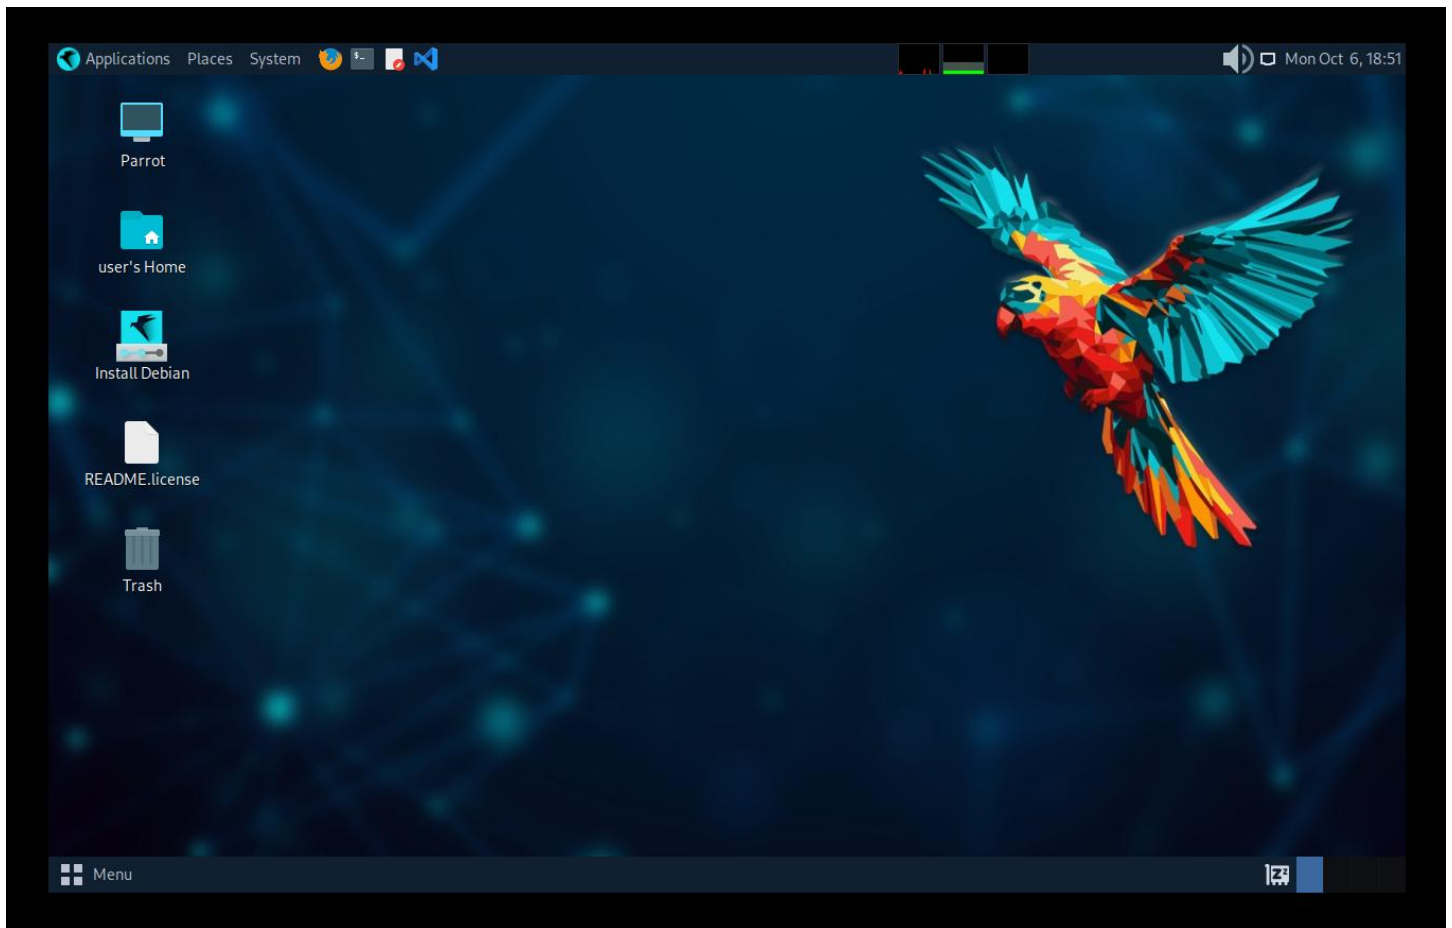 Applications Places System Mon Oct 6, 18:51
Parrot
user's Home
Install Debian
README.license
Trash
Menu